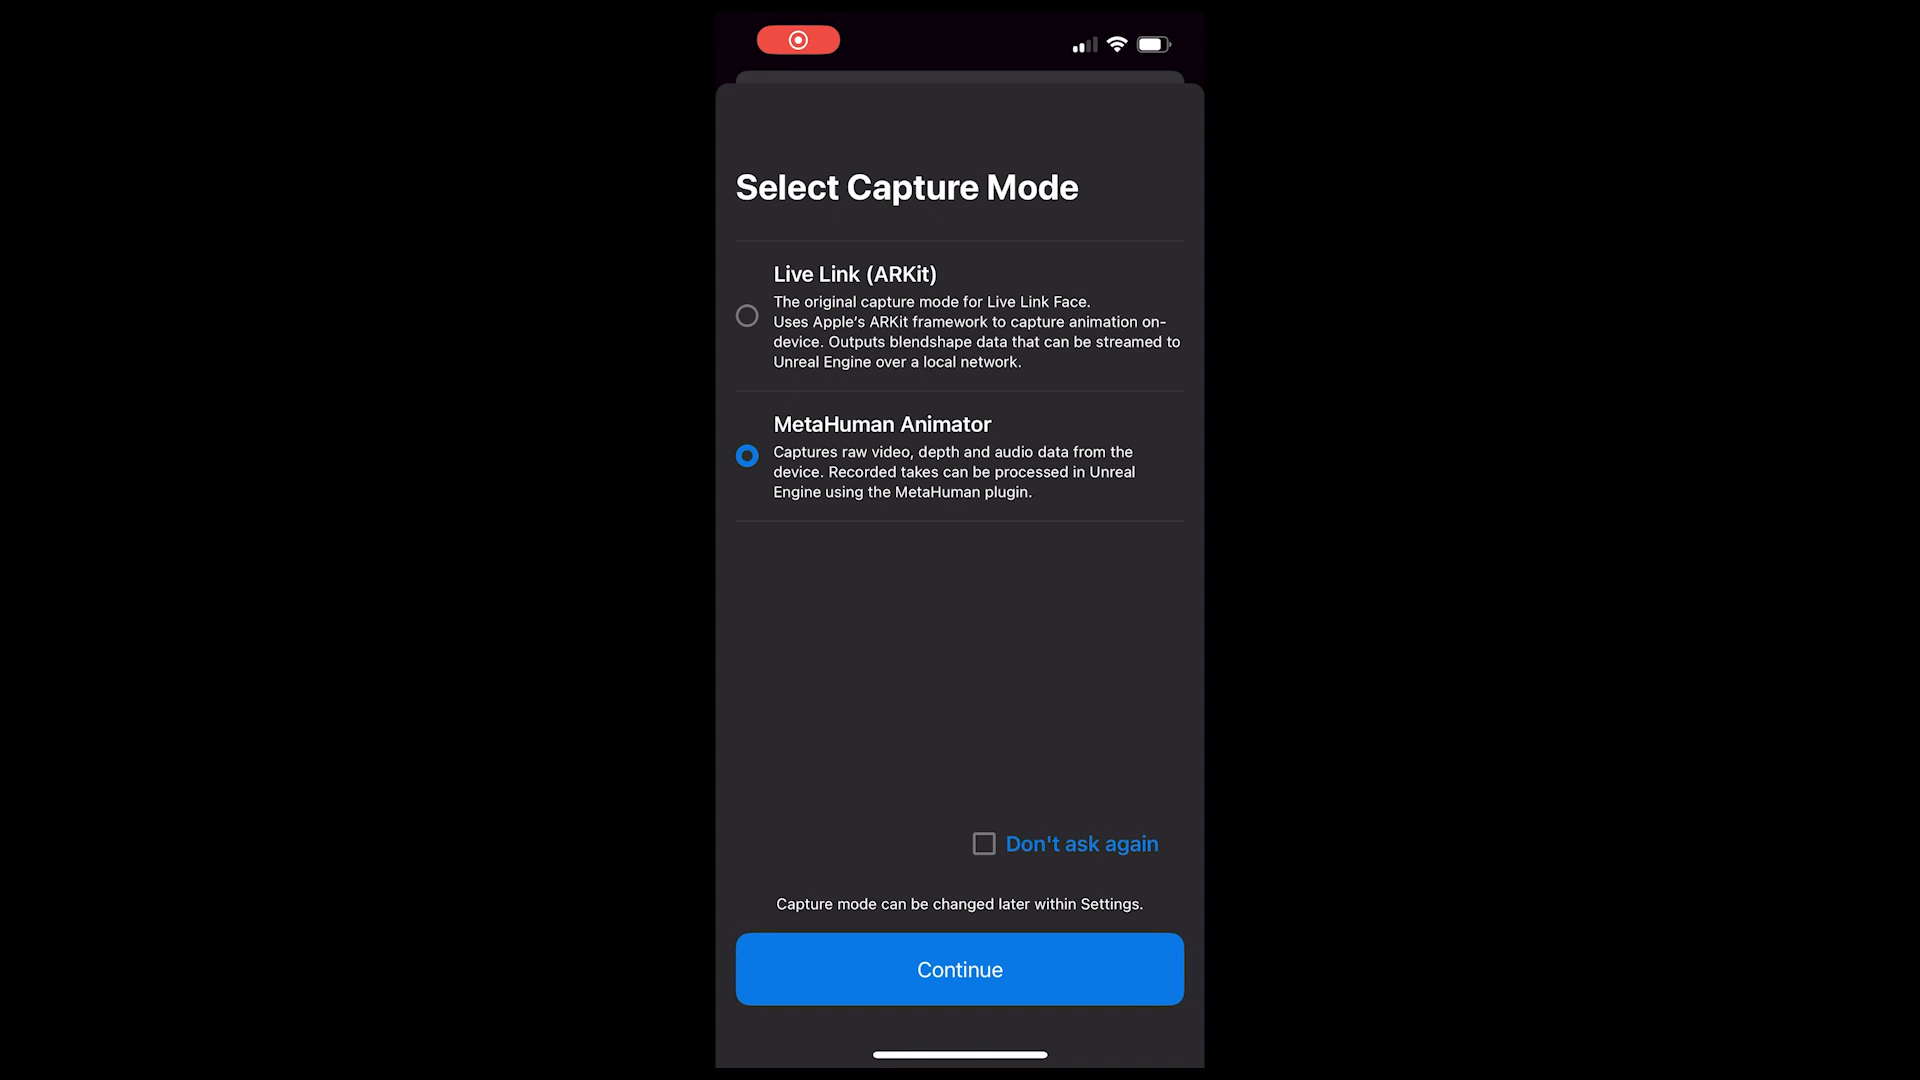 Select Capture Mode
Live Link (ARKit)
The original capture mode for Live Link Face.
Uses Apple's ARKit framework to capture animation on-
device. Outputs blendshape data that can be streamed to
Unreal Engine over a local network.
MetaHuman Animator
Captures raw video, depth and audio data from the
device. Recorded takes can be processed in Unreal
Engine using the MetaHuman plugin.
Don't ask again
Capture mode can be changed later within Settings.
Continue